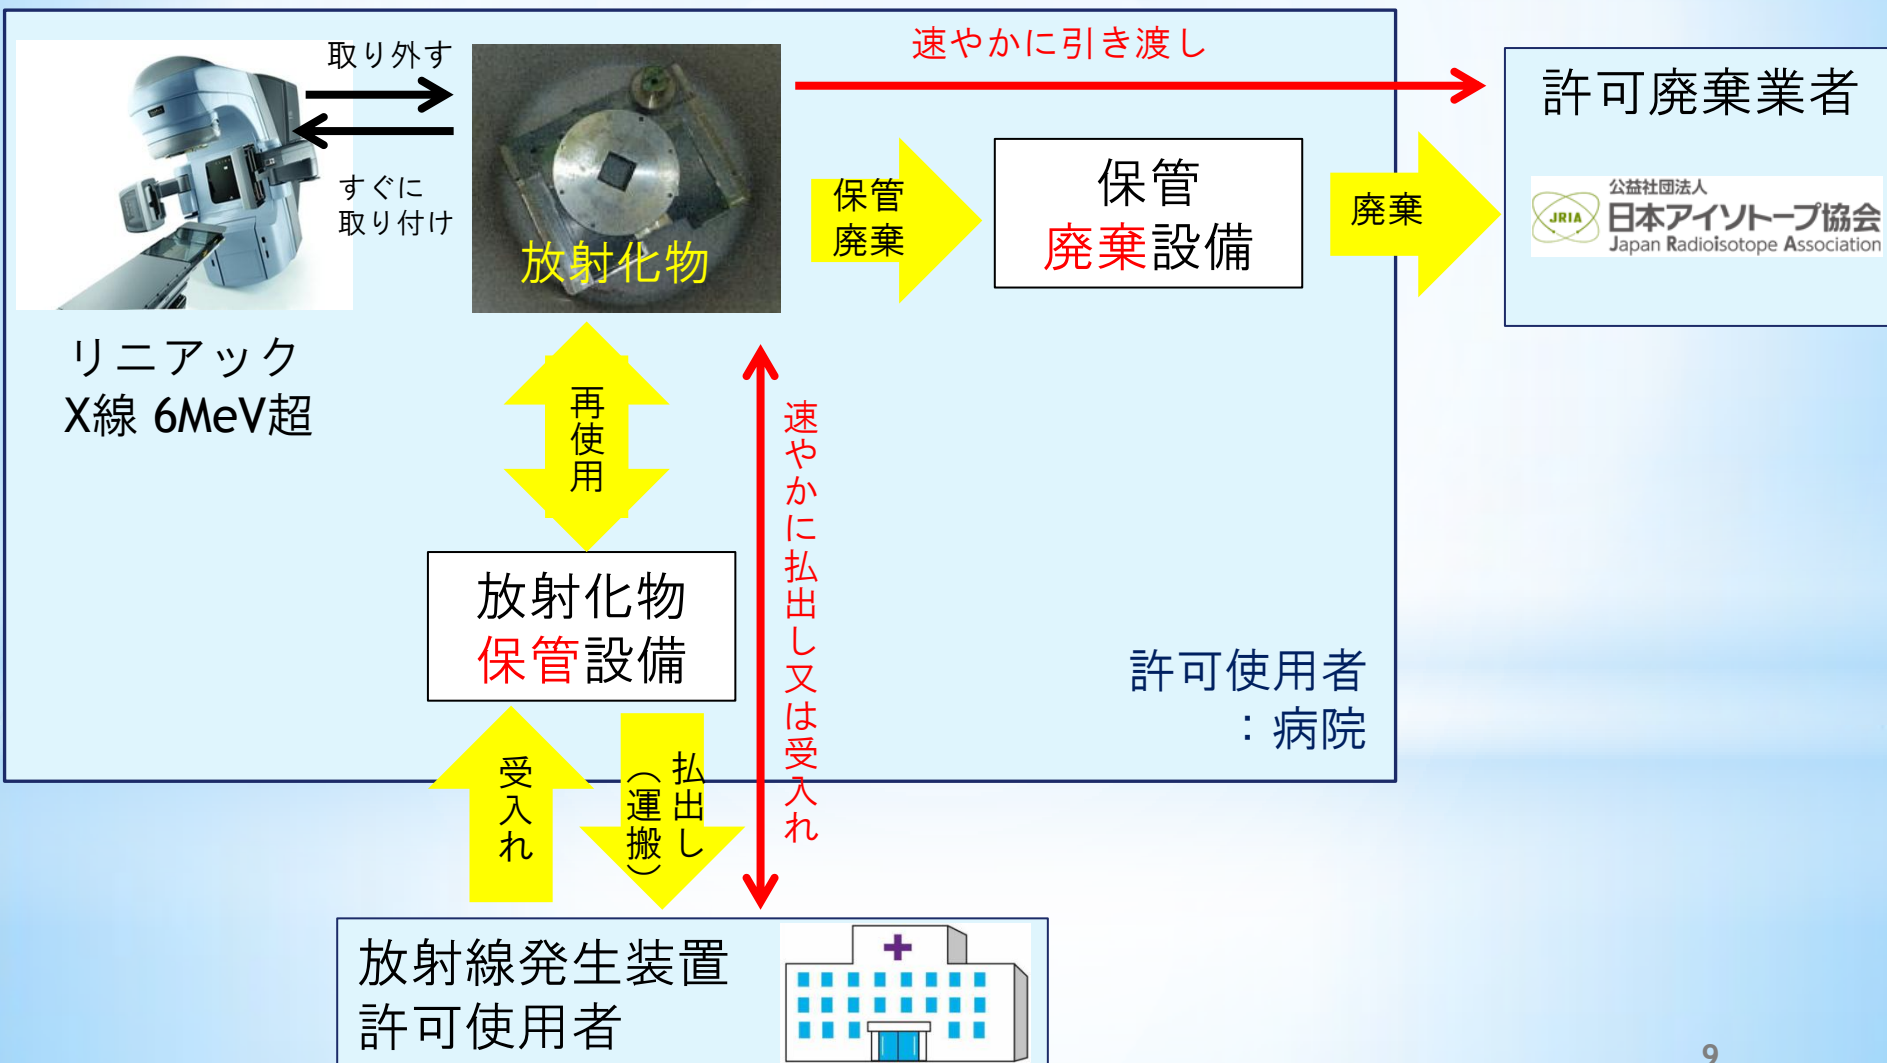 取り外す
すぐに
取り付け
放射化物
速やかに引き渡し
許可廃棄業者
保管
廃棄
保管
廃棄設備
廃棄
JRIA
公益社団法人
日本アイソトープ協会
Japan Radioisotope Association
リニアック
X線 6MeV超
再使用
速やかに払出し又は受入れ
放射化物
保管設備
許可使用者
：病院
受入れ
払出し
（運搬）
放射線発生装置
許可使用者
9